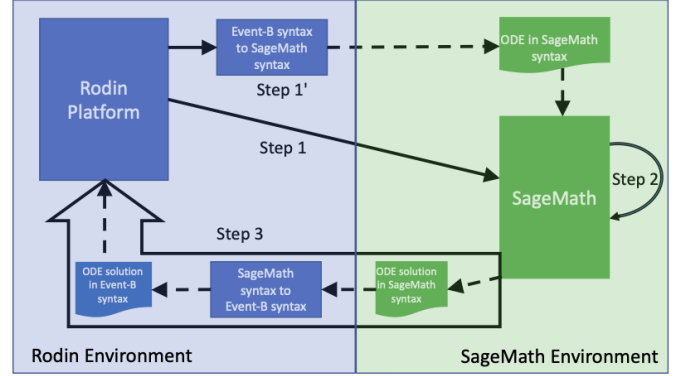 Event-B syntax
to SageMath
syntax
ODE in SageMath
syntax
Rodin
Platform
Step 1'
Step 1
SageMath
Step 2
Step 3
ODE solution
in Event-B
syntax
SageMath
syntax to
Event-B syntax
ODE solution
in SageMath
syntax
Rodin Environment
SageMath Environment